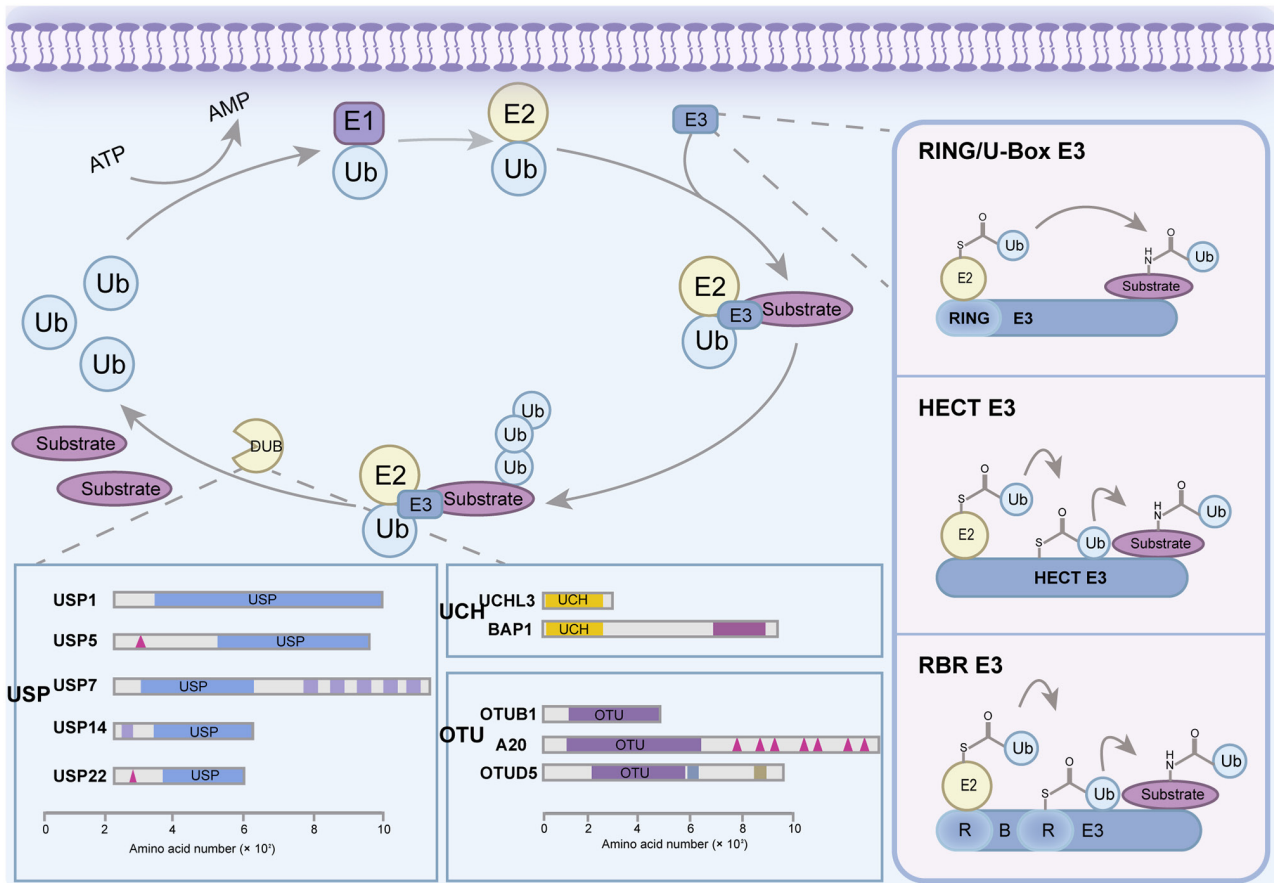 AMP
ATP
E1
Ub
E2
Ub
E3
Ub
Ub
Ub
E2
E3
Substrate
Ub
Substrate
Substrate
DUB
Ub
Ub
Ub
E2
E3
Substrate
Ub
RING/U-Box E3
O
S
Ub
E2
O
H
N
Ub
Substrate
RING E3
HECT E3
O
S
Ub
E2
O
S
Ub
O
H
N
Ub
Substrate
HECT E3
RBR E3
O
S
Ub
E2
O
S
Ub
O
H
N
Ub
Substrate
R B R E3
USP
USP1 USP
USP5 USP
USP7 USP
USP14 USP
USP22 USP
0 2 4 6 8 10
Amino acid number (× 10²)
UCH
UCHL3 UCH
BAP1 UCH
OTU
OTUB1 OTU
A20 OTU
OTUD5 OTU
0 2 4 6 8 10
Amino acid number (× 10²)